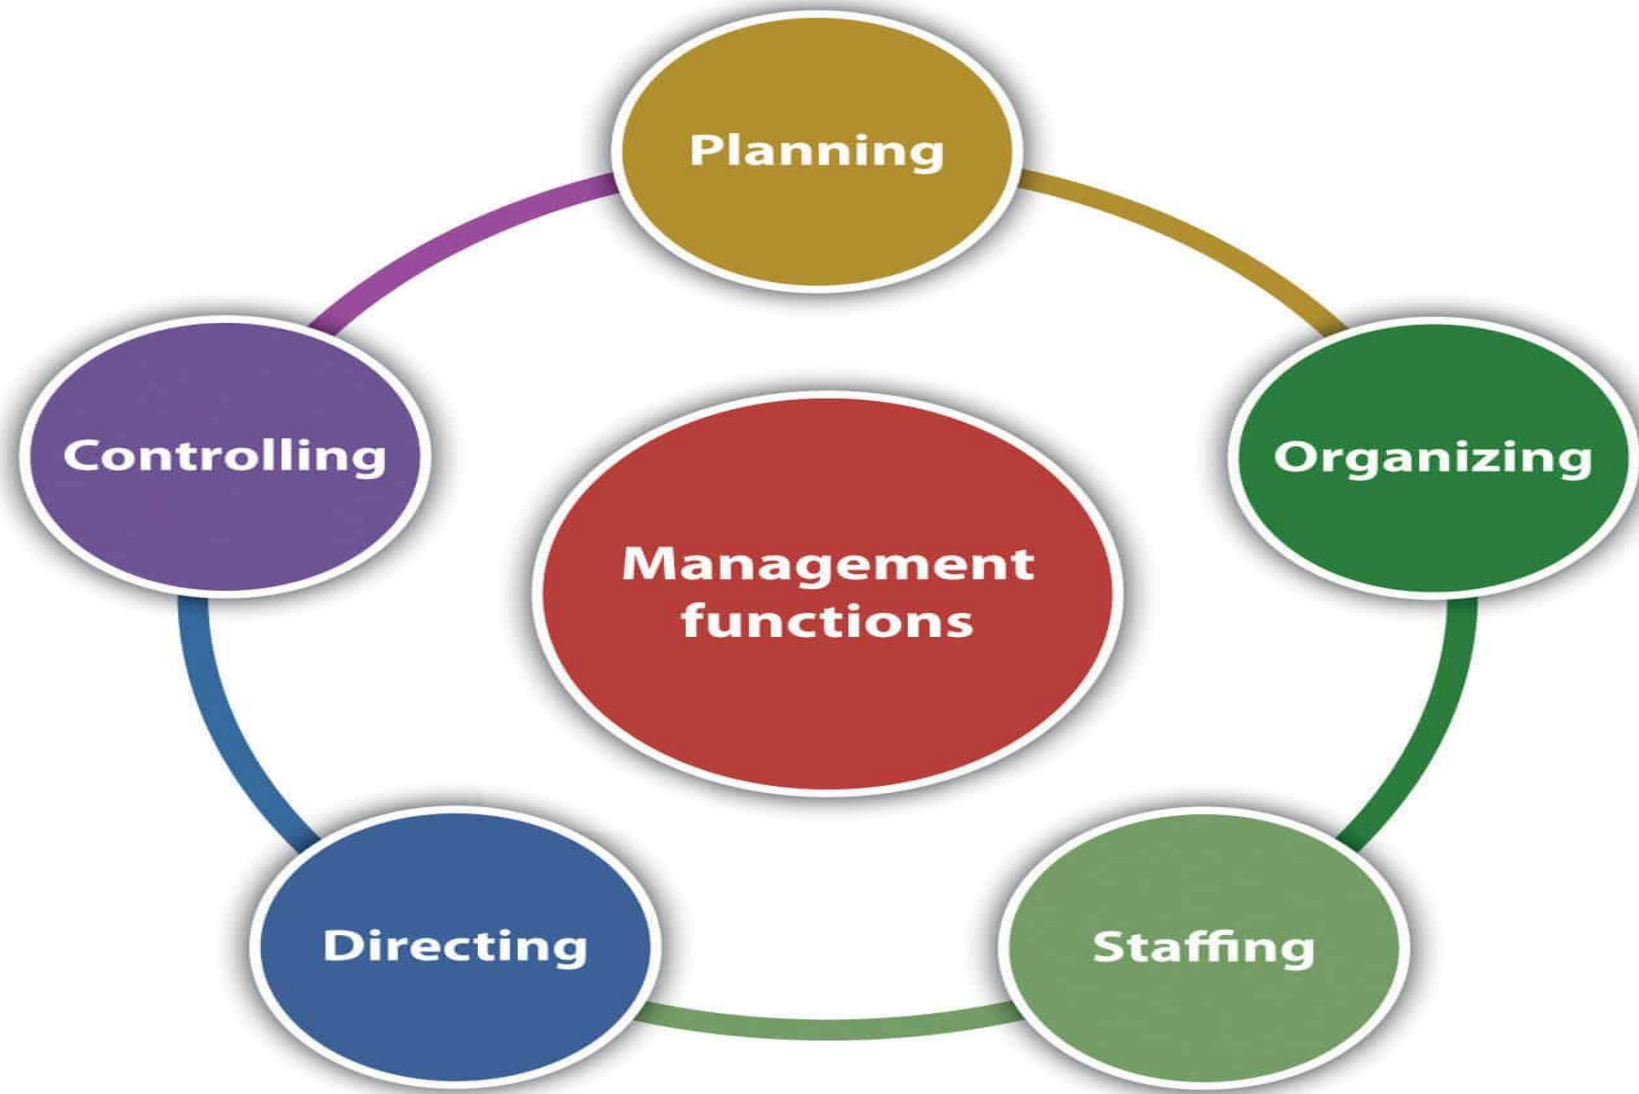 Planning
Organizing
Staffing
Directing
Controlling
Management
functions